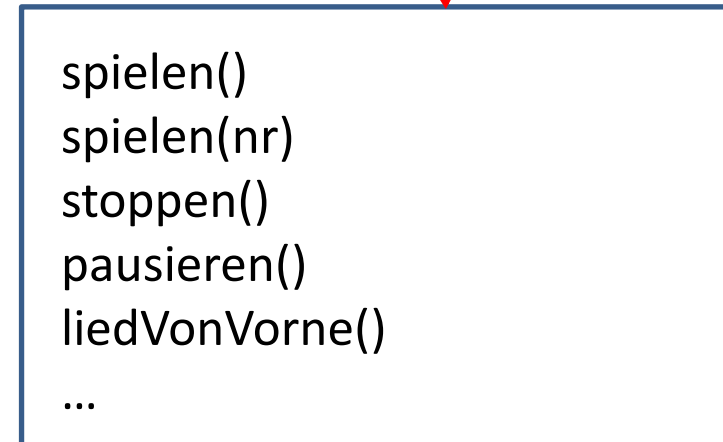 spielen()
spielen(nr)
stoppen()
pausieren()
liedVonVorne()
…